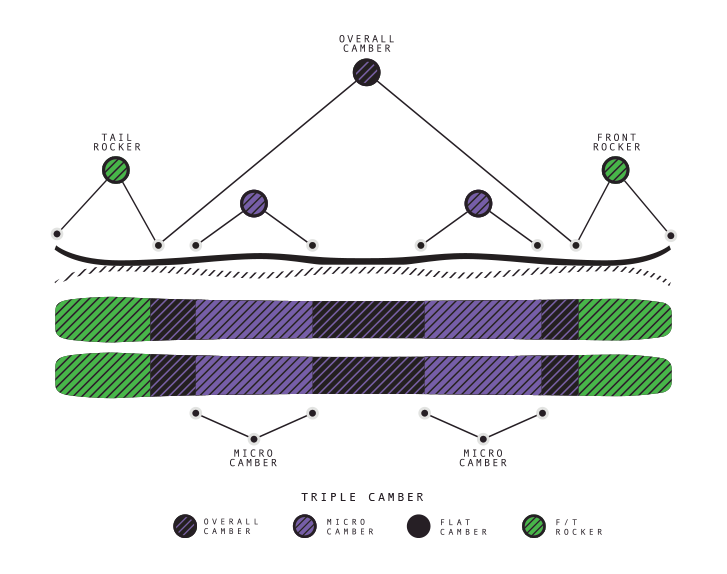 OVERALL
CAMBER
TAIL
ROCKER
FRONT
ROCKER
MICRO
CAMBER
MICRO
CAMBER
TRIPLE CAMBER
OVERALL
CAMBER
MICRO
CAMBER
FLAT
CAMBER
F/T
ROCKER